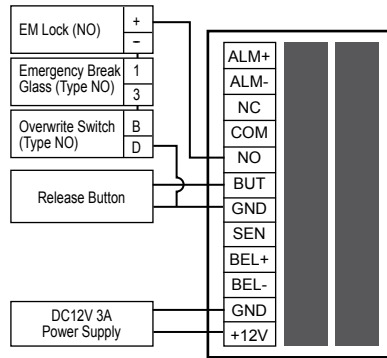 EM Lock (NO)
+
–
Emergency Break
Glass (Type NO)
1
3
Overwrite Switch
(Type NO)
B
D
Release Button
DC12V 3A
Power Supply
ALM+
ALM-
NC
COM
NO
BUT
GND
SEN
BEL+
BEL-
GND
+12V